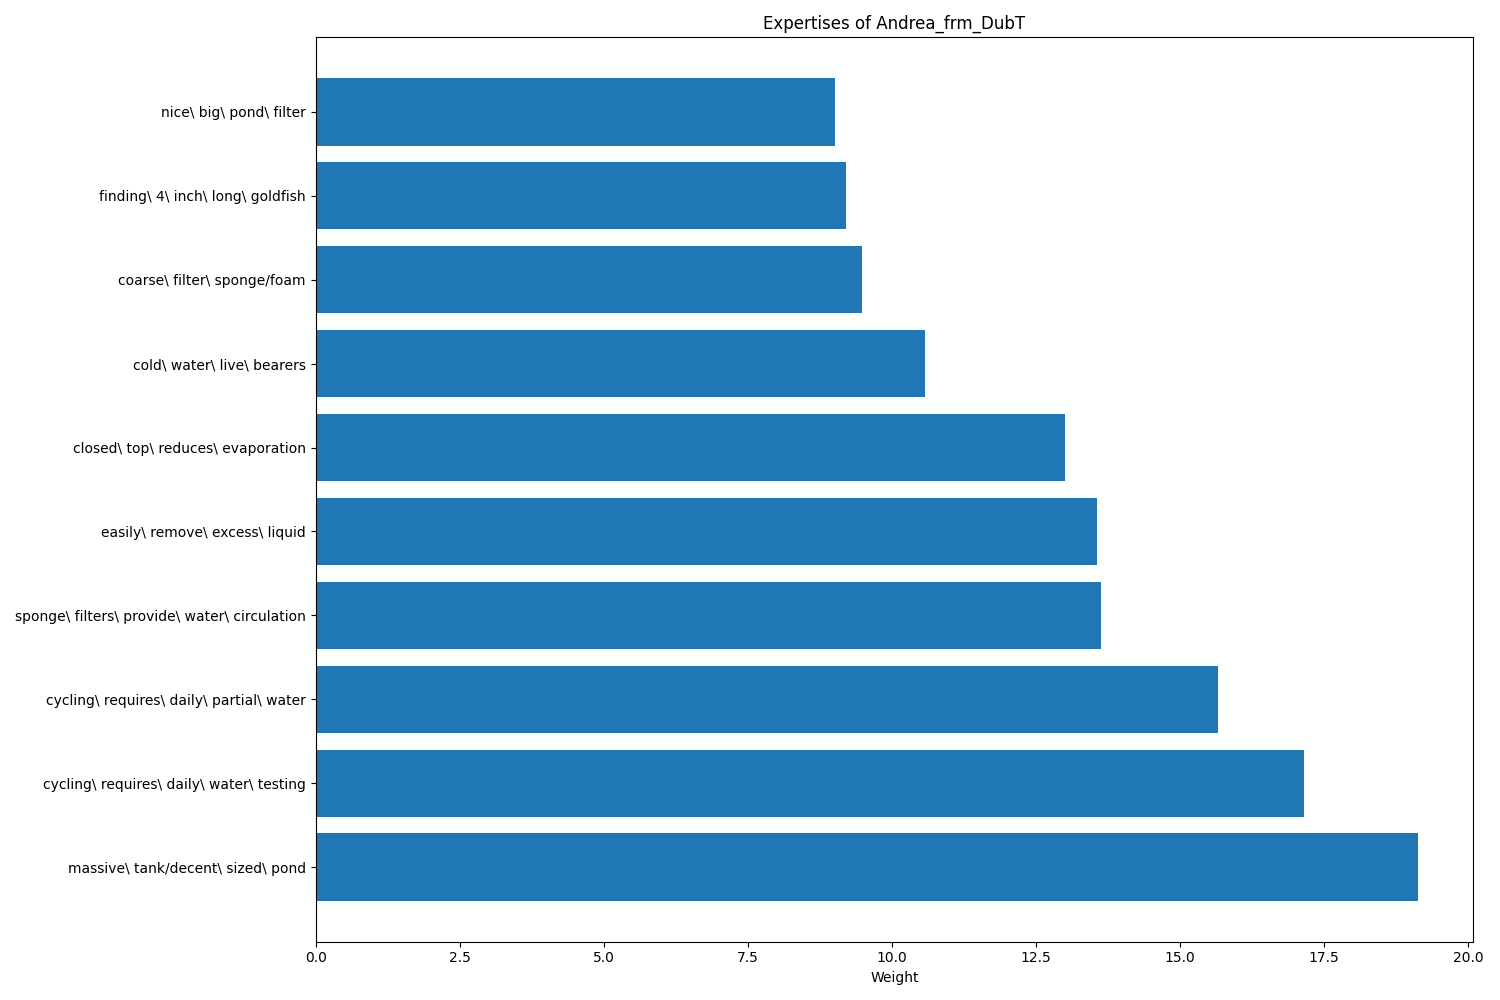 Expertises of Andrea_frm_DubT
nice\ big\ pond\ filter
finding\ 4\ inch\ long\ goldfish
coarse\ filter\ sponge/foam
cold\ water\ live\ bearers
closed\ top\ reduces\ evaporation
easily\ remove\ excess\ liquid
sponge\ filters\ provide\ water\ circulation
cycling\ requires\ daily\ partial\ water
cycling\ requires\ daily\ water\ testing
massive\ tank/decent\ sized\ pond
0.0 2.5 5.0 7.5 10.0 12.5 15.0 17.5 20.0
Weight